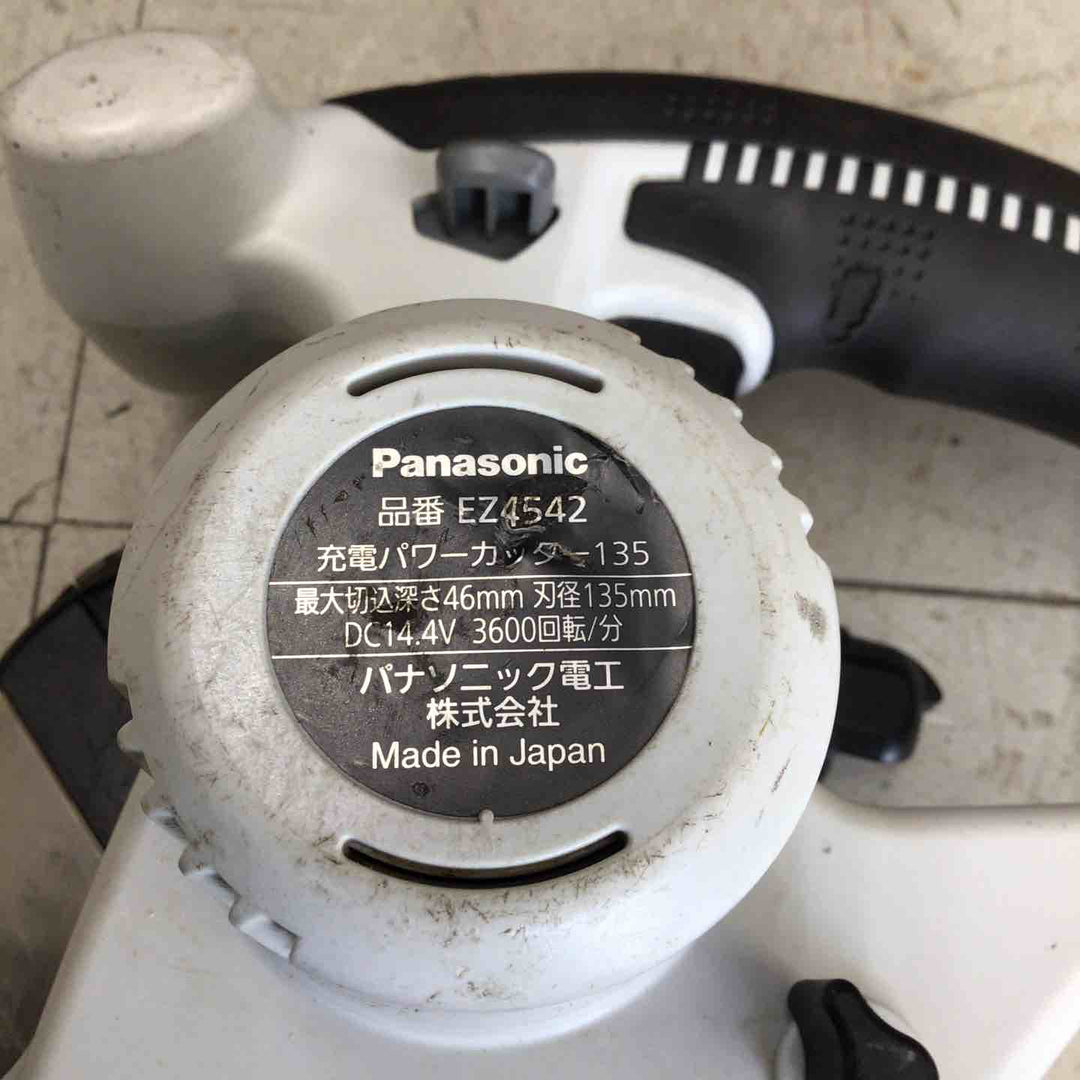 Panasonic
品番 EZ4542
充電パワーカッター135
最大切込深さ46mm 刃径135mm
DC14.4V 3600回転/分
パナソニック電工
株式会社
Made in Japan